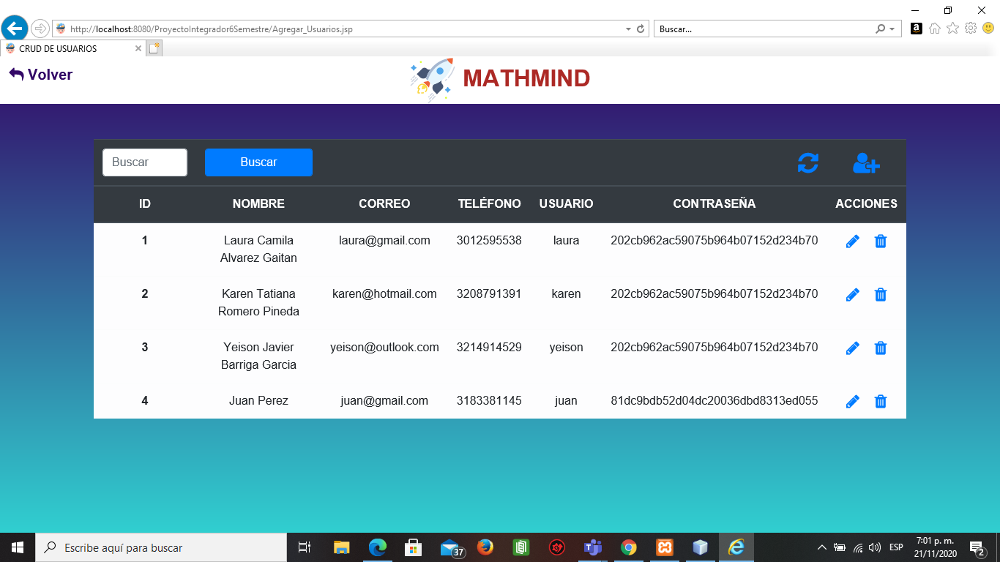 http://localhost:8080/ProyectoIntegrador6Semestre/Agregar_Usuarios.jsp
Buscar...
CRUD DE USUARIOS
Volver
MATHMIND
Buscar
Buscar
ID NOMBRE CORREO TELÉFONO USUARIO CONTRASEÑA ACCIONES
1 Laura Camila laura@gmail.com 3012595538 laura 202cb962ac59075b964b07152d234b70
Alvarez Gaitan
2 Karen Tatiana karen@hotmail.com 3208791391 karen 202cb962ac59075b964b07152d234b70
Romero Pineda
3 Yeison Javier yeison@outlook.com 3214914529 yeison 202cb962ac59075b964b07152d234b70
Barriga Garcia
4 Juan Perez juan@gmail.com 3183381145 juan 81dc9bdb52d04dc20036dbd8313ed055
Escribe aquí para buscar
37
ESP
7:01 p. m.
21/11/2020
2